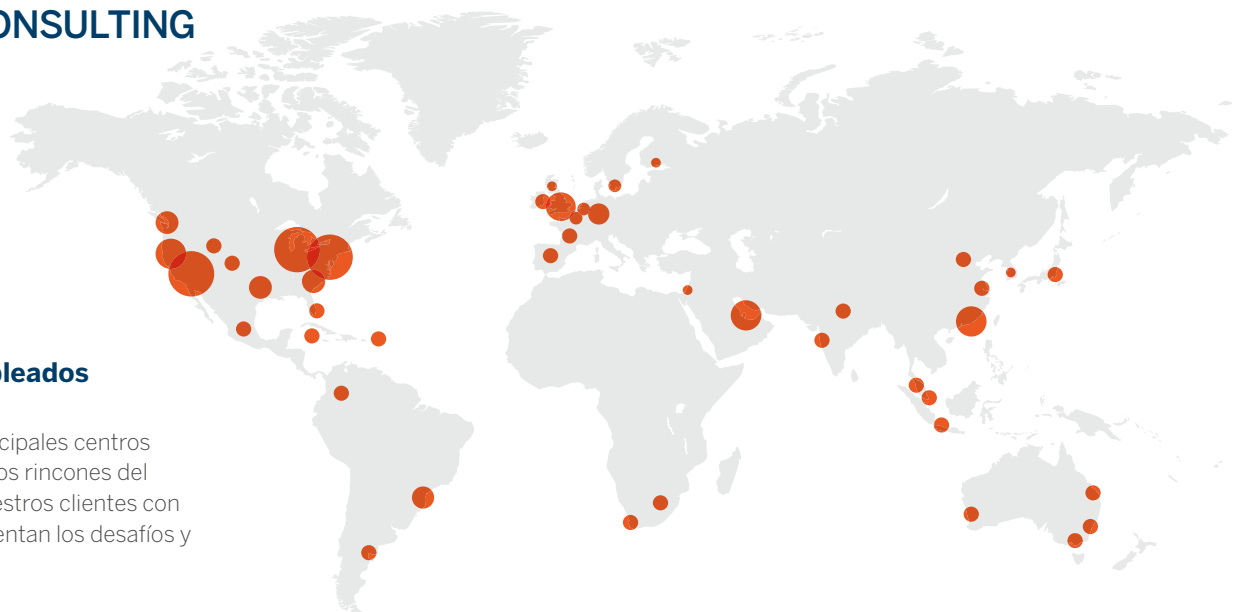 ONSULTING
leados
cipales centros
os rincones del
estros clientes con
entan los desafíos y